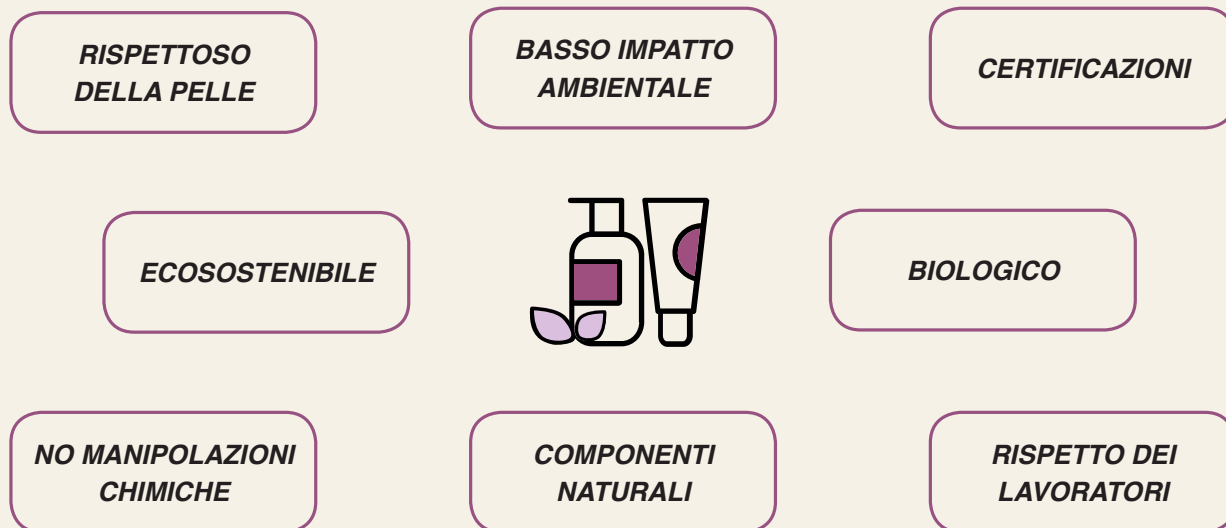 RISPETTOSO
DELLA PELLE
BASSO IMPATTO
AMBIENTALE
CERTIFICAZIONI
ECOSOSTENIBILE
BIOLOGICO
NO MANIPOLAZIONI
CHIMICHE
COMPONENTI
NATURALI
RISPETTO DEI
LAVORATORI